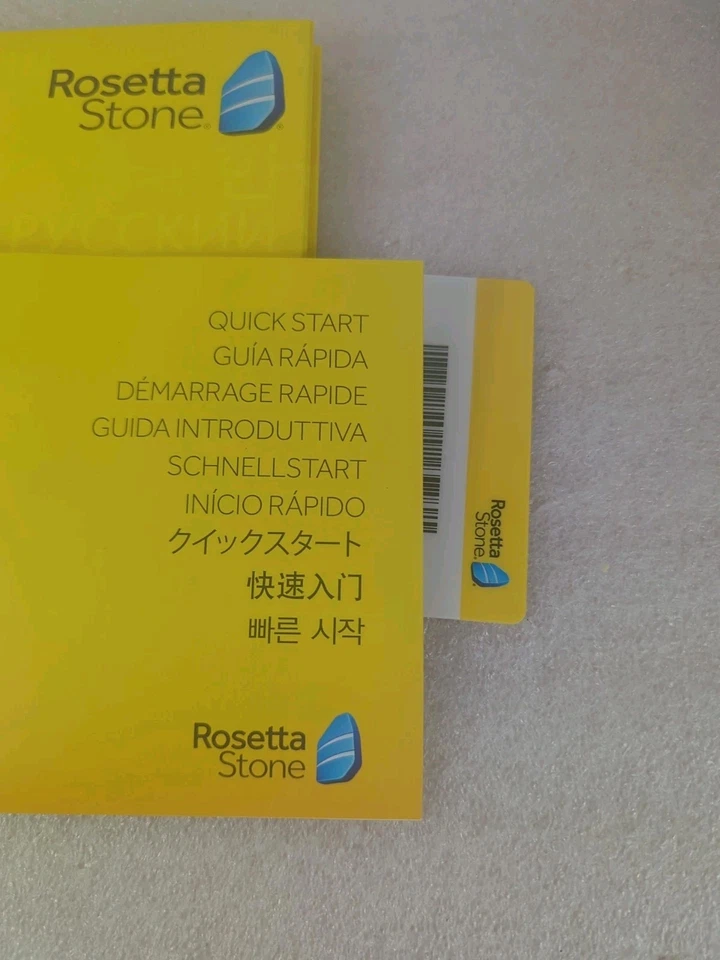 Rosetta
Stone®
РУССКИЙ
QUICK START
GUÍA RÁPIDA
DÉMARRAGE RAPIDE
GUIDA INTRODUTTIVA
SCHNELLSTART
INÍCIO RÁPIDO
クイックスタート
快速入门
빠른 시작
Rosetta
Stone
Rosetta
Stone®